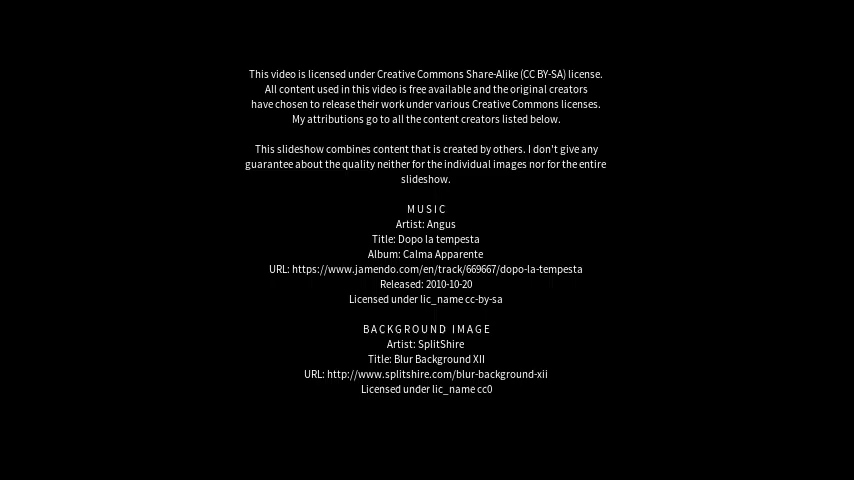 This video is licensed under Creative Commons Share-Alike (CC BY-SA) license.
All content used in this video is free available and the original creators
have chosen to release their work under various Creative Commons licenses.
My attributions go to all the content creators listed below.
This slideshow combines content that is created by others. I don't give any
guarantee about the quality neither for the individual images nor for the entire
slideshow.
MUSIC
Artist: Angus
Title: Dopo la tempesta
Album: Calma Apparente
URL: https://www.jamendo.com/en/track/669667/dopo-la-tempesta
Released: 2010-10-20
Licensed under lic_name cc-by-sa
BACKGROUND IMAGE
Artist: SplitShire
Title: Blur Background XII
URL: http://www.splitshire.com/blur-background-xii
Licensed under lic_name cc0